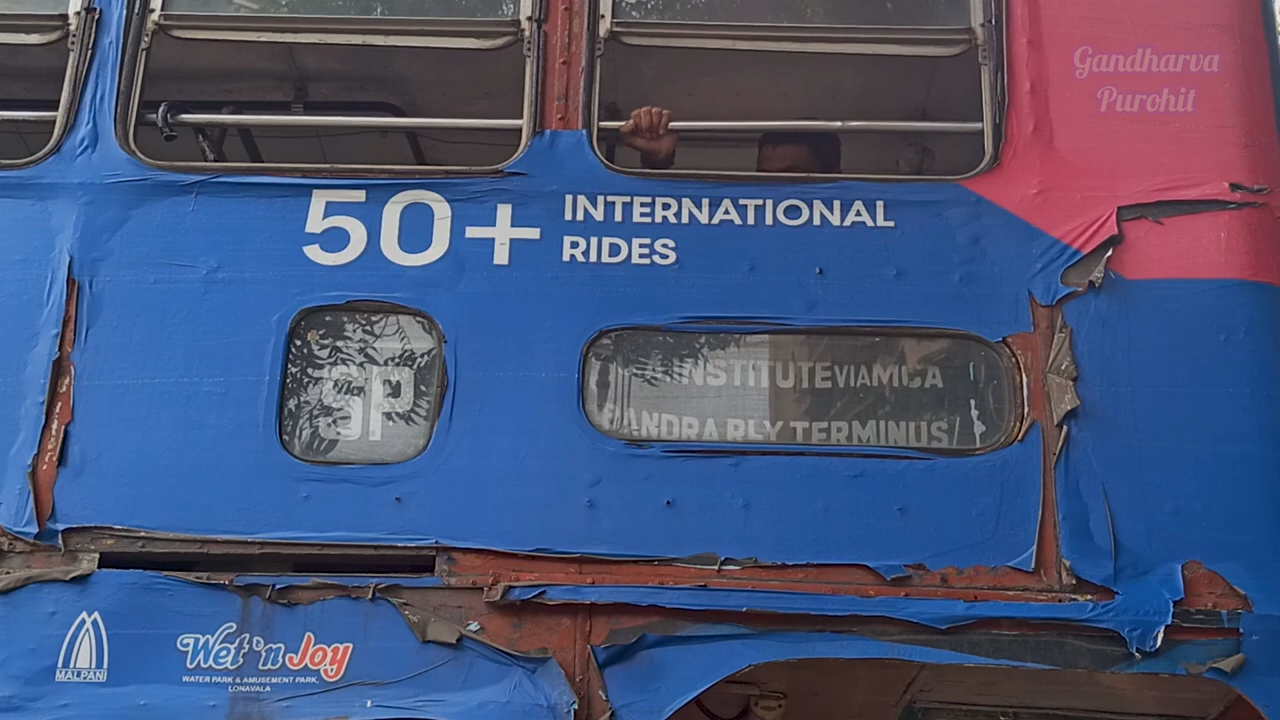 Gandharva
Purohit
50+ INTERNATIONAL
RIDES
SP
INSTITUTE VIA MCA
BANDRA RLY TERMINUS/
MALPANI
Wet 'n Joy
WATER PARK & AMUSEMENT PARK,
LONAVALA